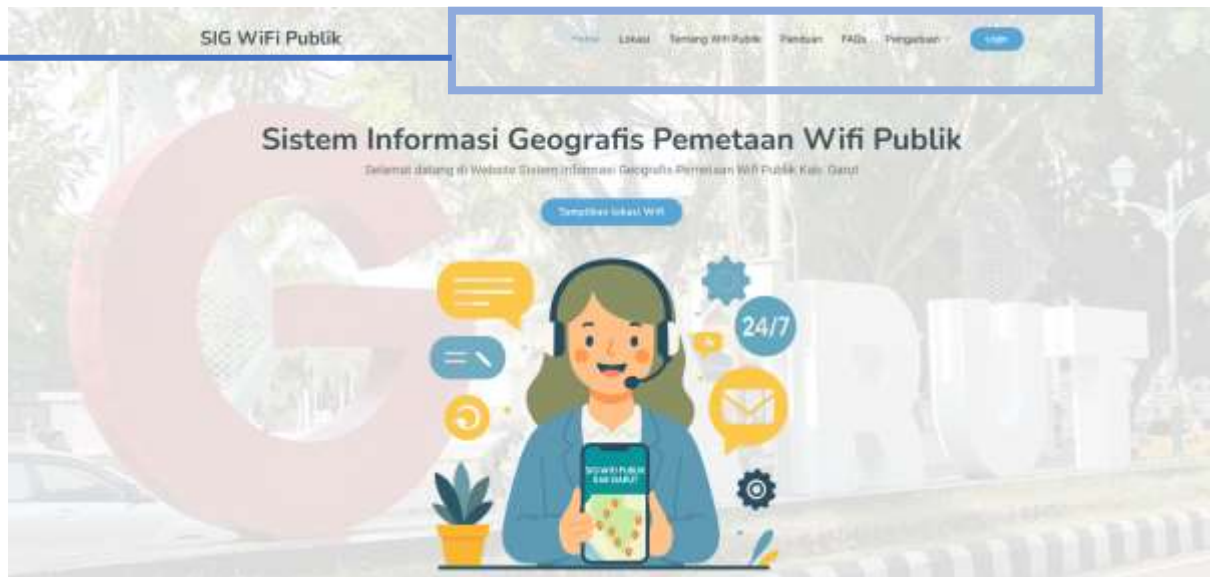 SIG WiFi Publik
Home Lokasi Tentang Wifi Publik Panduan FAQs Pengaduan Login
Sistem Informasi Geografis Pemetaan Wifi Publik
Selamat datang di Website Sistem Informasi Geografis Pemetaan Wifi Publik Kab. Garut
Tampilkan lokasi Wifi
24/7
SIG WIFI PUBLIK
KAB GARUT
G RUT